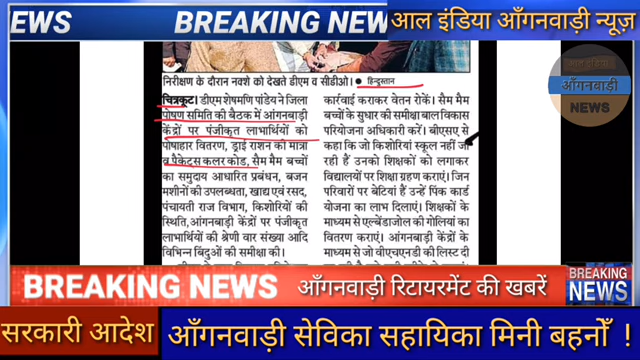 EWS
BREAKING NEWS
आल इंडिया आँगनवाड़ी न्यूज़
आल इंडिया
आँगनवाड़ी
NEWS
निरीक्षण के दौरान नक्शे को देखते डीएम व सीडीओ। ● हिन्दुस्तान
चित्रकूट। डीएम शेषमणि पांडेय ने जिला
पोषण समिति की बैठक में आंगनबाड़ी
केंद्रों पर पंजीकृत लाभार्थियों को
पोषाहार वितरण, ड्राई राशन की मात्रा
व पैकेट्स कलर कोड, सैम मैम बच्चों
का समुदाय आधारित प्रबंधन, बजन
मशीनों की उपलब्धता, खाद्य एवं रसद,
पंचायती राज विभाग, किशोरियों की
स्थिति, आंगनबाड़ी केंद्रों पर पंजीकृत
लाभार्थियों की श्रेणी वार संख्या आदि
विभिन्न बिंदुओं की समीक्षा की।
कार्रवाई कराकर वेतन रोकें। सैम मैम
बच्चों के सुधार की समीक्षा बाल विकास
परियोजना अधिकारी करें। बीएसए से
कहा कि जो किशोरियां स्कूल नहीं जा
रही हैं उनको शिक्षकों को लगाकर
विद्यालयों पर शिक्षा ग्रहण कराएं। जिन
परिवारों पर बेटियां हैं उन्हें पिंक कार्ड
योजना का लाभ दिलाएं। शिक्षकों के
माध्यम से एल्बेंडाजोल की गोलियों का
वितरण कराएं। आंगनबाड़ी केंद्रों के
माध्यम से जो वीएचएनडी की लिस्ट दी
BREAKING NEWS
आँगनवाड़ी रिटायरमेंट की खबरें
BREAKING
NEWS
सरकारी आदेश
आँगनवाड़ी सेविका सहायिका मिनी बहनोँ !